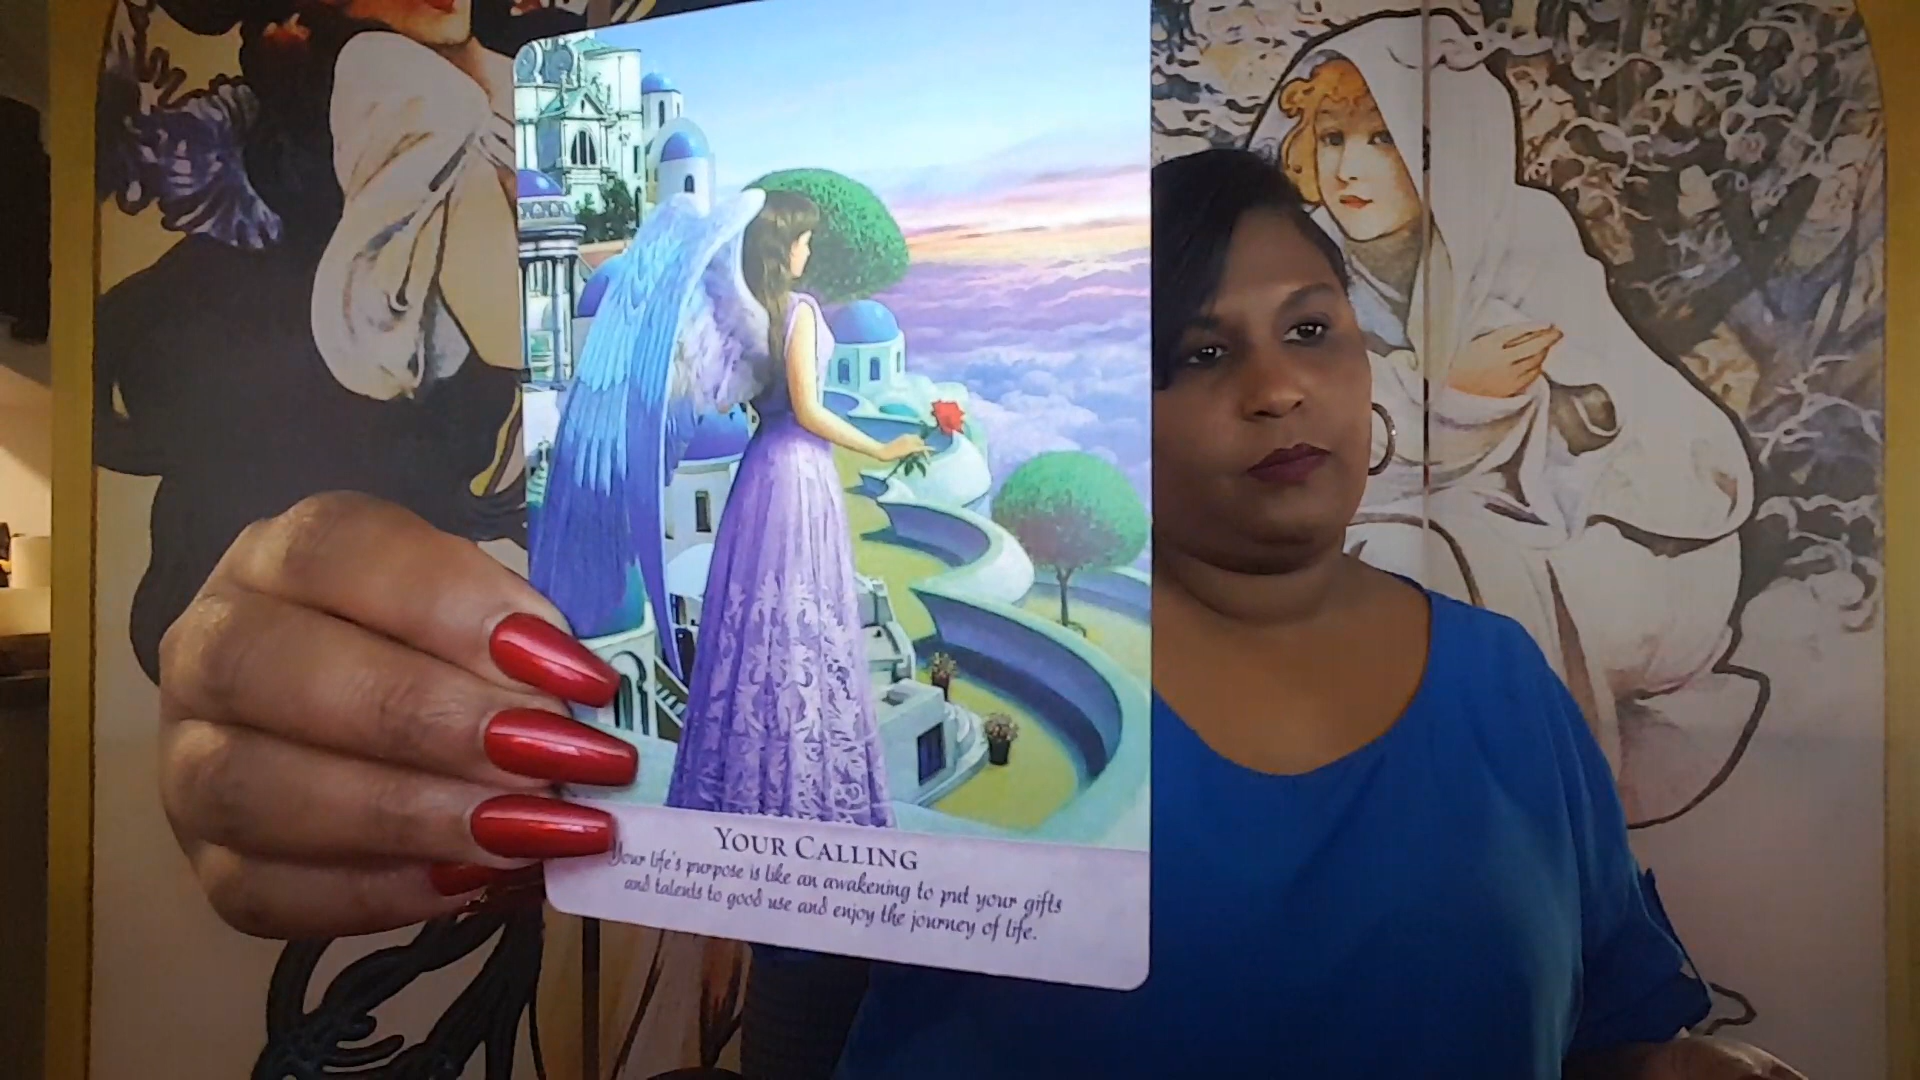 YOUR CALLING
Your life's purpose is like an awakening to put your gifts
and talents to good use and enjoy the journey of life.